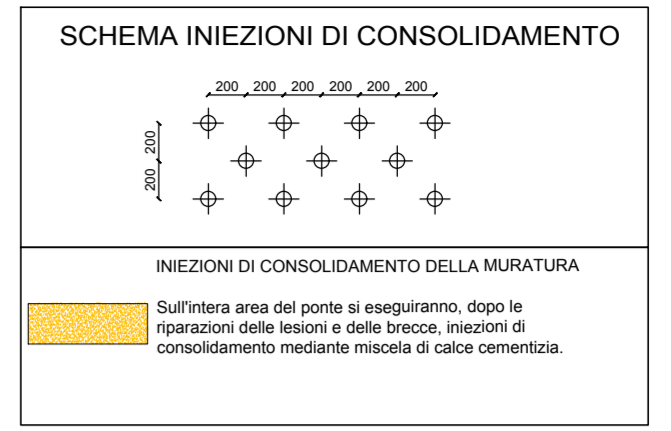 SCHEMA INIEZIONI DI CONSOLIDAMENTO
200 200 200 200 200 200
200
200
INIEZIONI DI CONSOLIDAMENTO DELLA MURATURA
Sull'intera area del ponte si eseguiranno, dopo le
riparazioni delle lesioni e delle brecce, iniezioni di
consolidamento mediante miscela di calce cementizia.